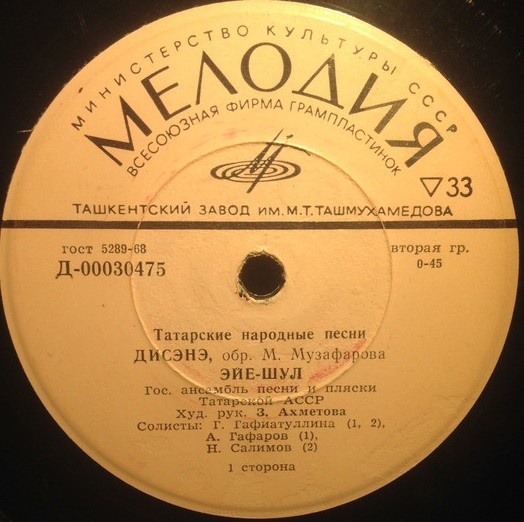 МИНИСТЕРСТВО КУЛЬТУРЫ СССР
МЕЛОДИЯ
ВСЕСОЮЗНАЯ ФИРМА ГРАМПЛАСТИНОК
▽33
ТАШКЕНТСКИЙ ЗАВОД ИМ. М.Т.ТАШМУХАМЕДОВА
гост 5289-68
вторая гр.
Д-00030475
0-45
Татарские народные песни
ДИСЭНЭ, обр. М. Музафарова
ЭЙЕ-ШУЛ
Гос. ансамбль песни и пляски
Татарской АССР
Худ. рук. З. Ахметова
Солисты: Г. Гафиатуллина (1, 2),
А. Гафаров (1),
Н. Салимов (2)
1 сторона